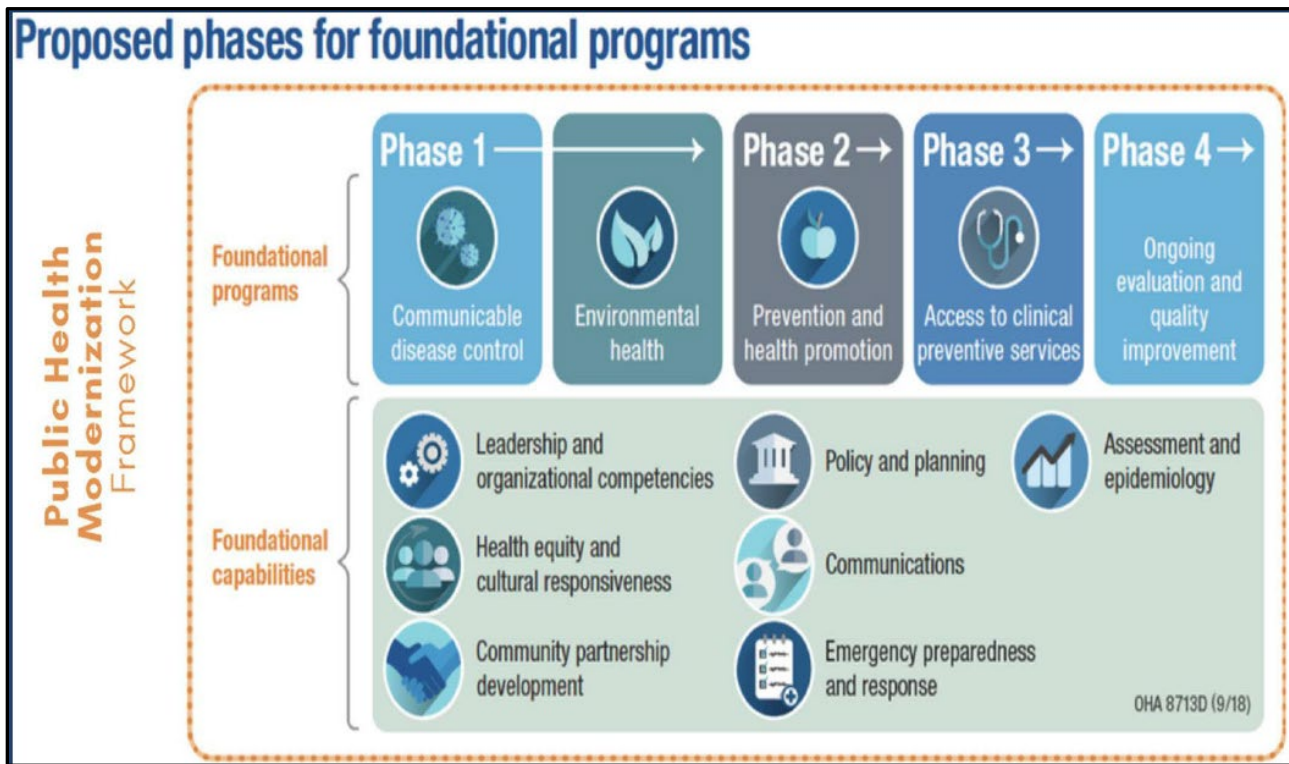 Proposed phases for foundational programs
Public Health
Modernization
Framework
Foundational
programs
Phase 1
Communicable
disease control
Environmental
health
Phase 2
Prevention and
health promotion
Phase 3
Access to clinical
preventive services
Phase 4
Ongoing
evaluation and
quality
improvement
Foundational
capabilities
Leadership and
organizational competencies
Health equity and
cultural responsiveness
Community partnership
development
Policy and planning
Communications
Emergency preparedness
and response
Assessment and
epidemiology
OHA 8713D (9/18)